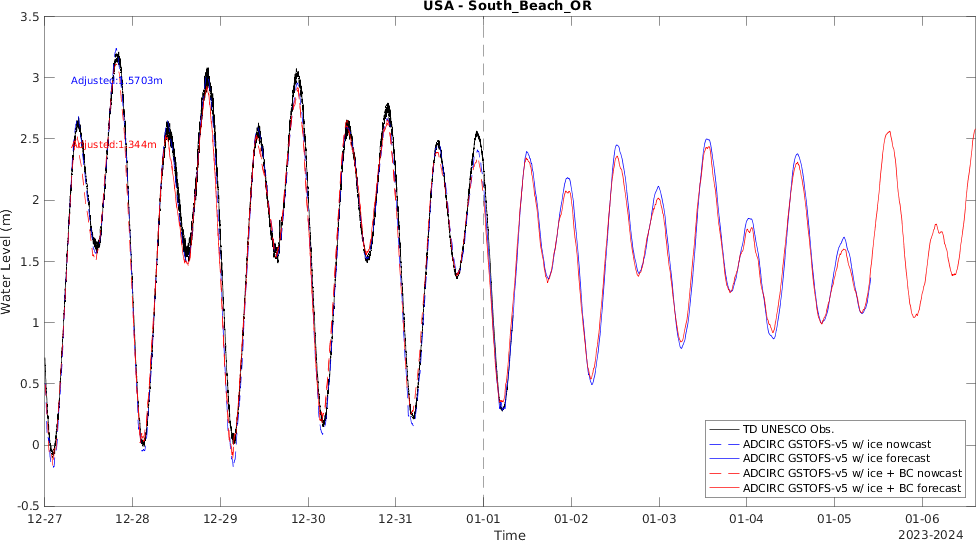 USA - South_Beach_OR
3.5
3
2.5
2
1.5
1
0.5
0
-0.5
Water Level (m)
Adjusted:1.5703m
Adjusted:1.344m
TD UNESCO Obs.
ADCIRC GSTOFS-v5 w/ ice nowcast
ADCIRC GSTOFS-v5 w/ ice forecast
ADCIRC GSTOFS-v5 w/ ice + BC nowcast
ADCIRC GSTOFS-v5 w/ ice + BC forecast
12-27 12-28 12-29 12-30 12-31 01-01 01-02 01-03 01-04 01-05 01-06
Time
2023-2024